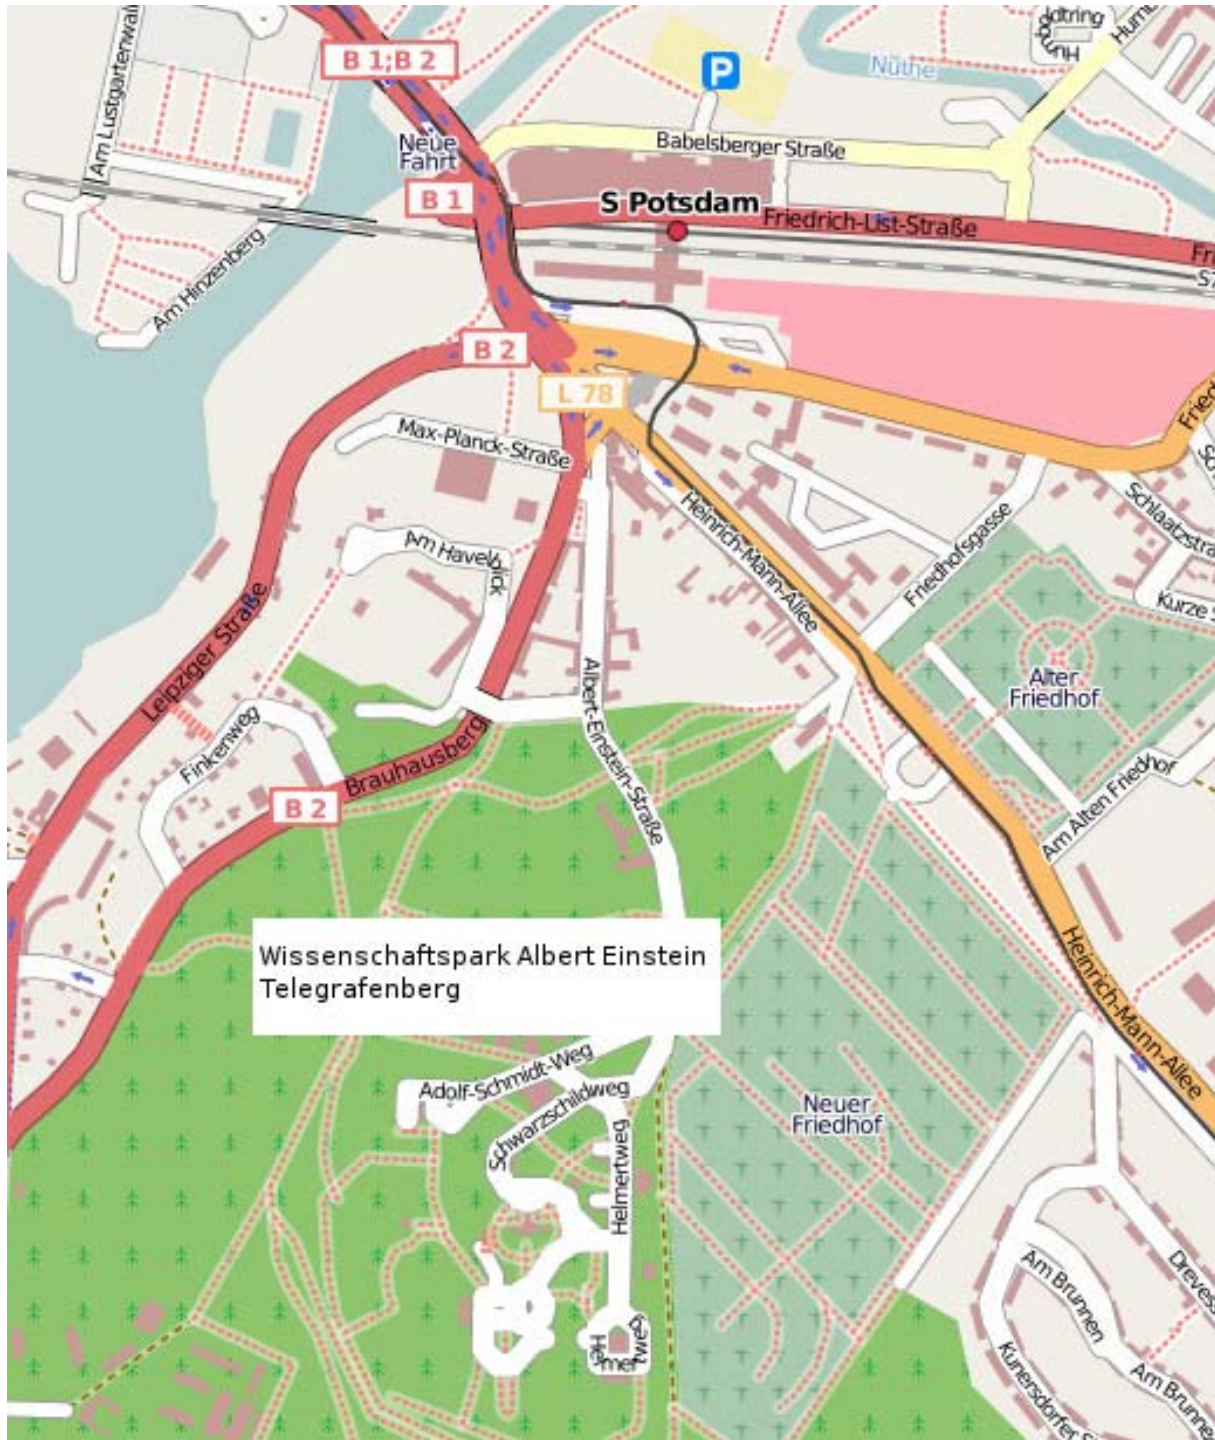 Am Lustgartenwall
B 1;B 2
Neue
Fahrt
P
Nuthe
Babelsberger Straße
B 1
S Potsdam
Friedrich-List-Straße
Am Hinzenberg
B 2
L 78
Max-Planck-Straße
Heinrich-Mann-Allee
Friedhofsgasse
Kurze
Am Havelblick
Leipziger Straße
Albert-Einstein-Straße
Alter
Friedhof
Finkenweg
Brauhausberg
B 2
Am Alten Friedhof
Wissenschaftspark Albert Einstein
Telegrafenberg
Heinrich-Mann-Allee
Adolf-Schmidt-Weg
Schwarzschildweg
Helmertweg
Neuer
Friedhof
Am Brunnen
Helmertweg
Kunersdorfer